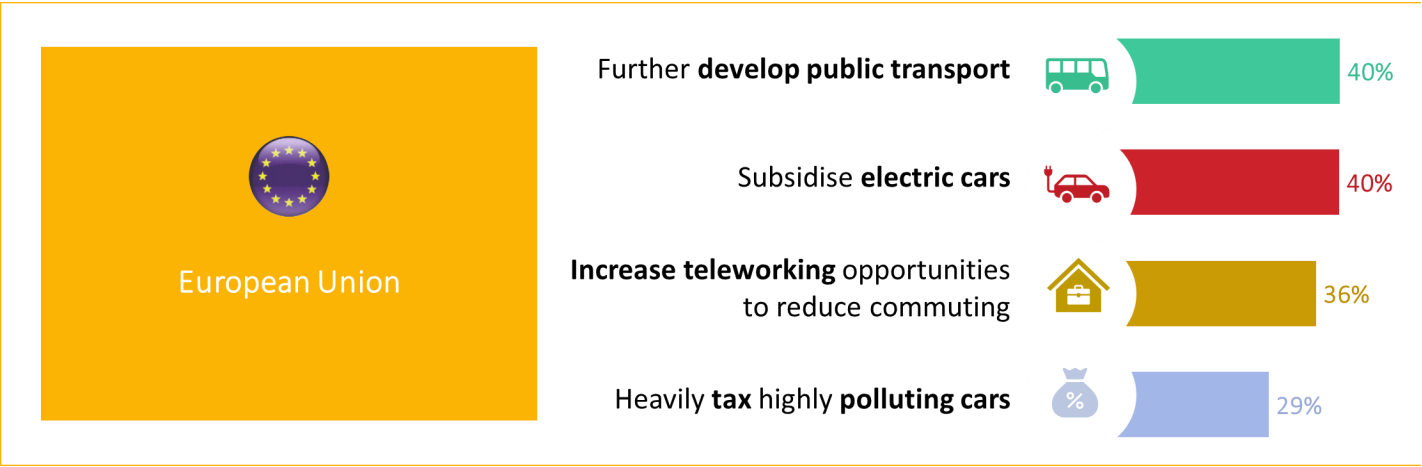 European Union
Further develop public transport
40%
Subsidise electric cars
40%
Increase teleworking opportunities
to reduce commuting
36%
Heavily tax highly polluting cars
%
29%